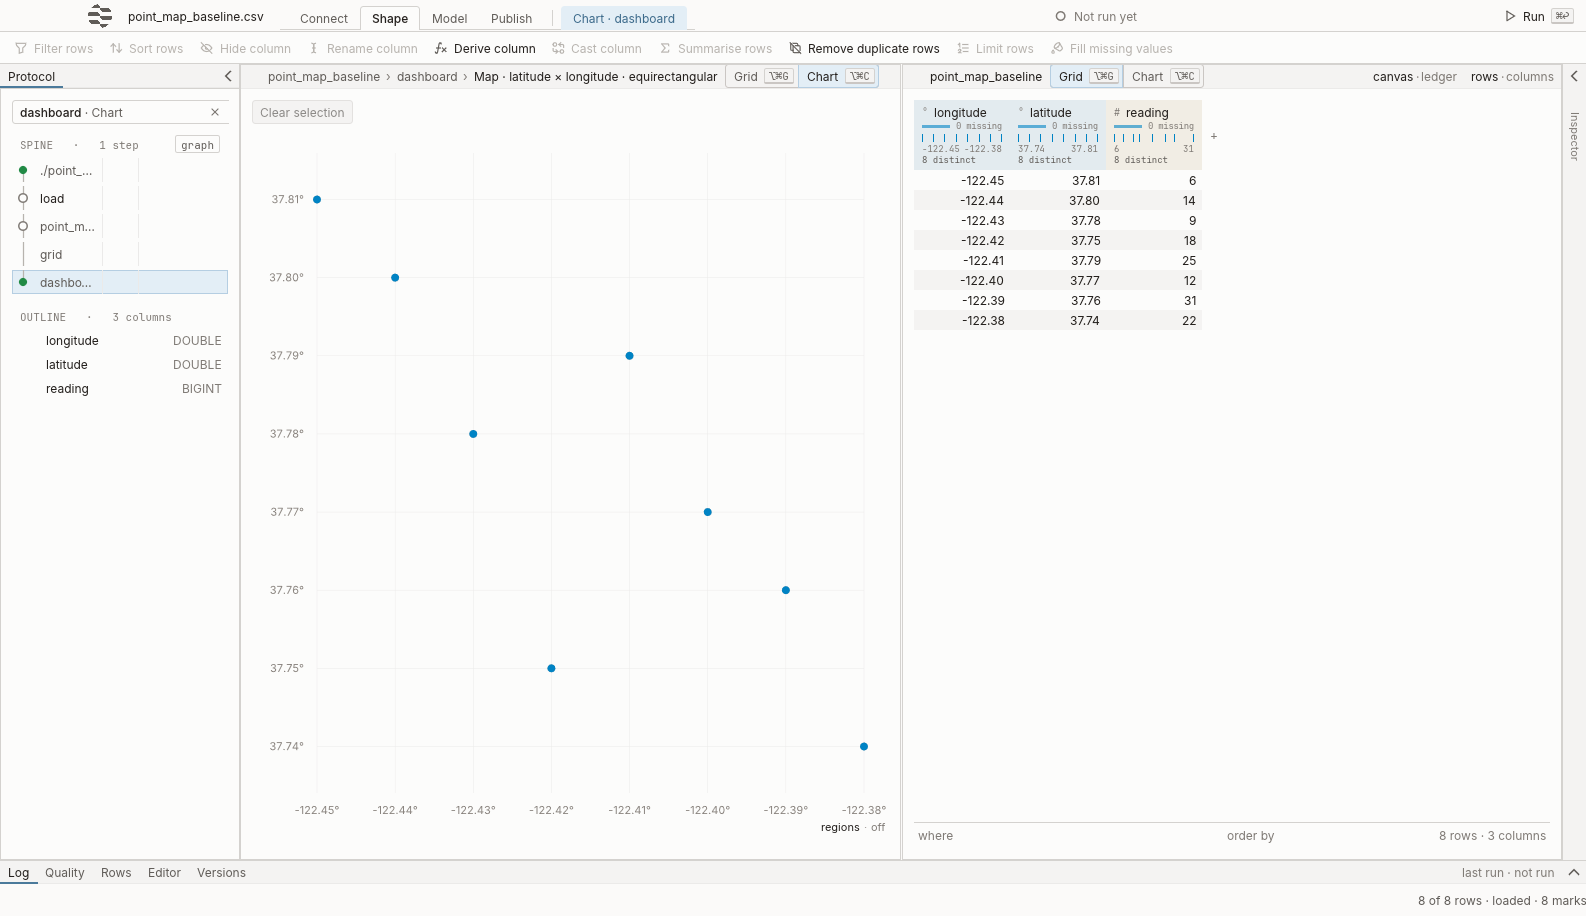 point_map_baseline.csv Connect Shape Model Publish Chart · dashboard Not run yet Run
Filter rows Sort rows Hide column Rename column Derive column Cast column Summarise rows Remove duplicate rows Limit rows Fill missing values
Protocol
dashboard · Chart ×
SPINE · 1 step graph
./point_...
load
point_m...
grid
dashbo...
OUTLINE · 3 columns
longitude DOUBLE
latitude DOUBLE
reading BIGINT
point_map_baseline › dashboard › Map · latitude × longitude · equirectangular Grid ⌥⌘G Chart ⌥⌘C
Clear selection
37.81°
37.80°
37.79°
37.78°
37.77°
37.76°
37.75°
37.74°
-122.45° -122.44° -122.43° -122.42° -122.41° -122.40° -122.39° -122.38°
regions · off
point_map_baseline Grid ⌥⌘G Chart ⌥⌘C canvas · ledger rows · columns
° longitude ° latitude # reading
0 missing 0 missing 0 missing
+
-122.45 -122.38 37.74 37.81 6 31
8 distinct 8 distinct 8 distinct
-122.45 37.81 6
-122.44 37.80 14
-122.43 37.78 9
-122.42 37.75 18
-122.41 37.79 25
-122.40 37.77 12
-122.39 37.76 31
-122.38 37.74 22
where order by 8 rows · 3 columns
Inspector
Log Quality Rows Editor Versions last run · not run
8 of 8 rows · loaded · 8 marks